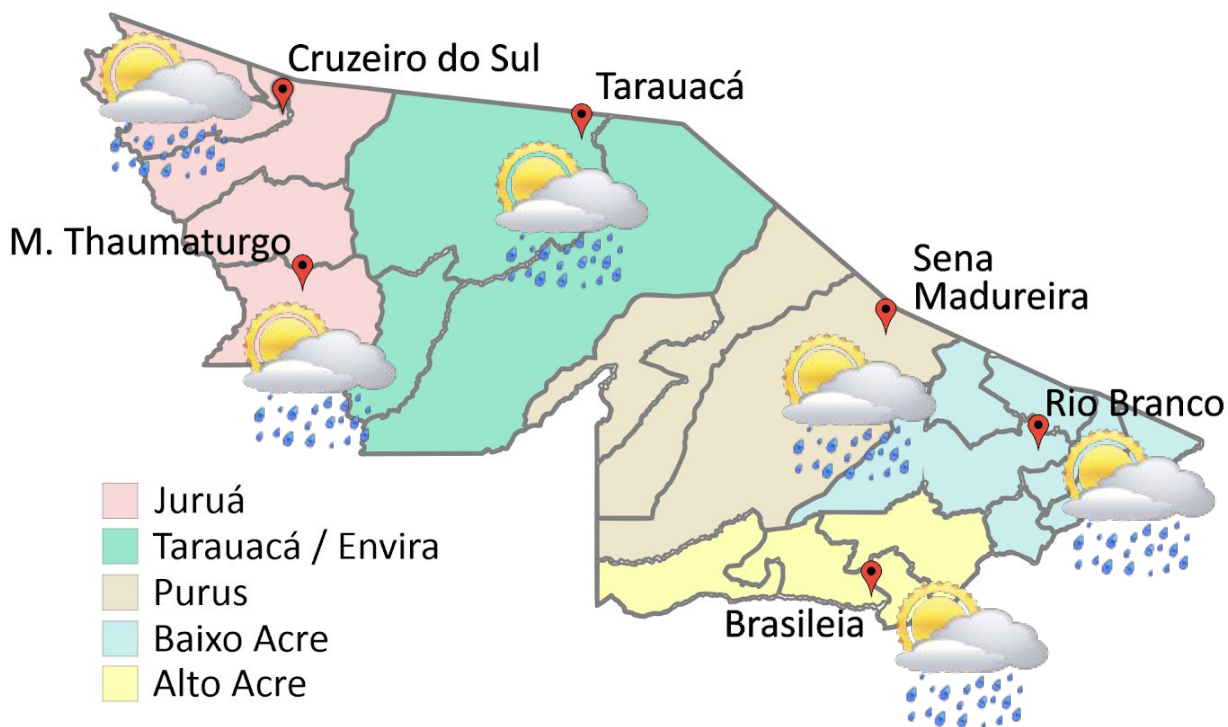 Cruzeiro do Sul
Tarauacá
M. Thaumaturgo
Sena
Madureira
Rio Branco
Brasileia
Juruá
Tarauacá / Envira
Purus
Baixo Acre
Alto Acre